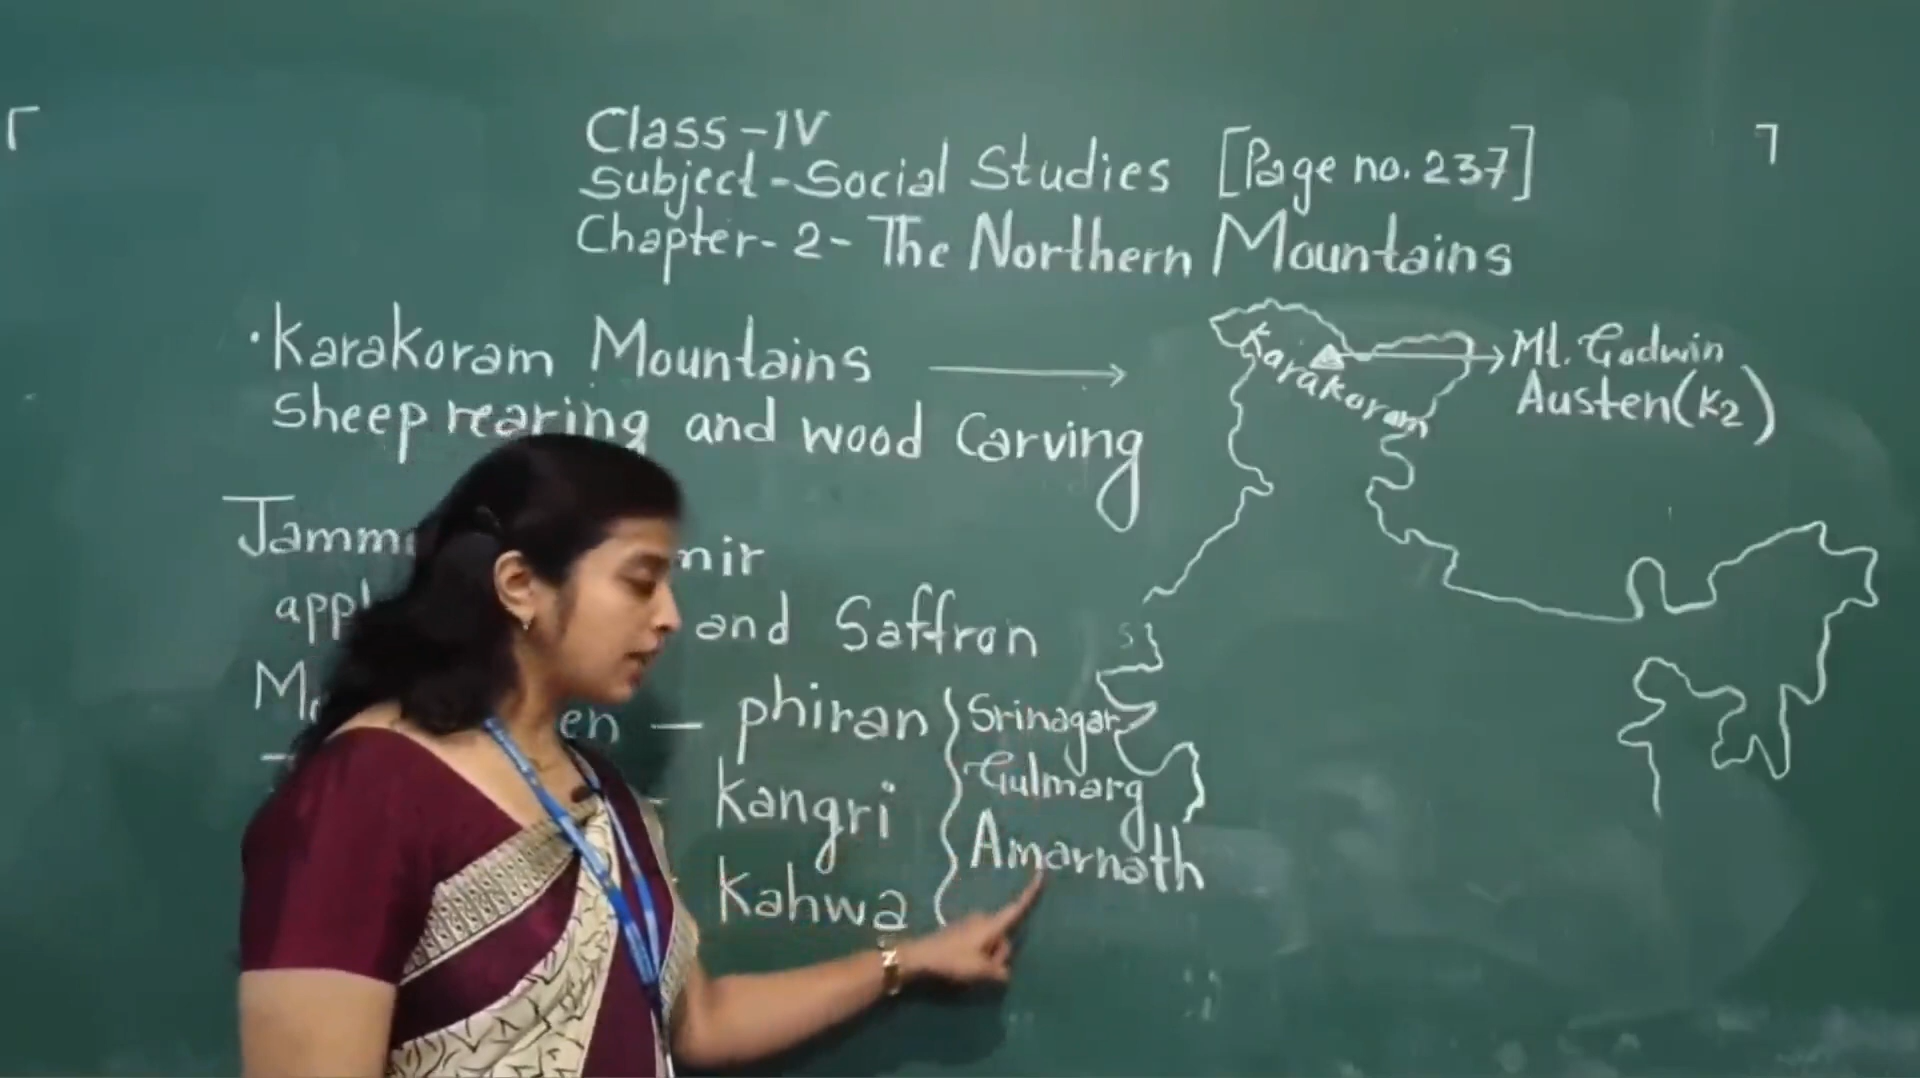 Class-IV
Subject-Social Studies [Page no. 237]
Chapter-2-The Northern Mountains
•Karakoram Mountains
Sheep rearing and wood Carving
Karakoram
Mt. Godwin
Austen(K2)
and Saffron
phiran
Kangri
Kahwa
Srinagar
Gulmarg
Amarnath